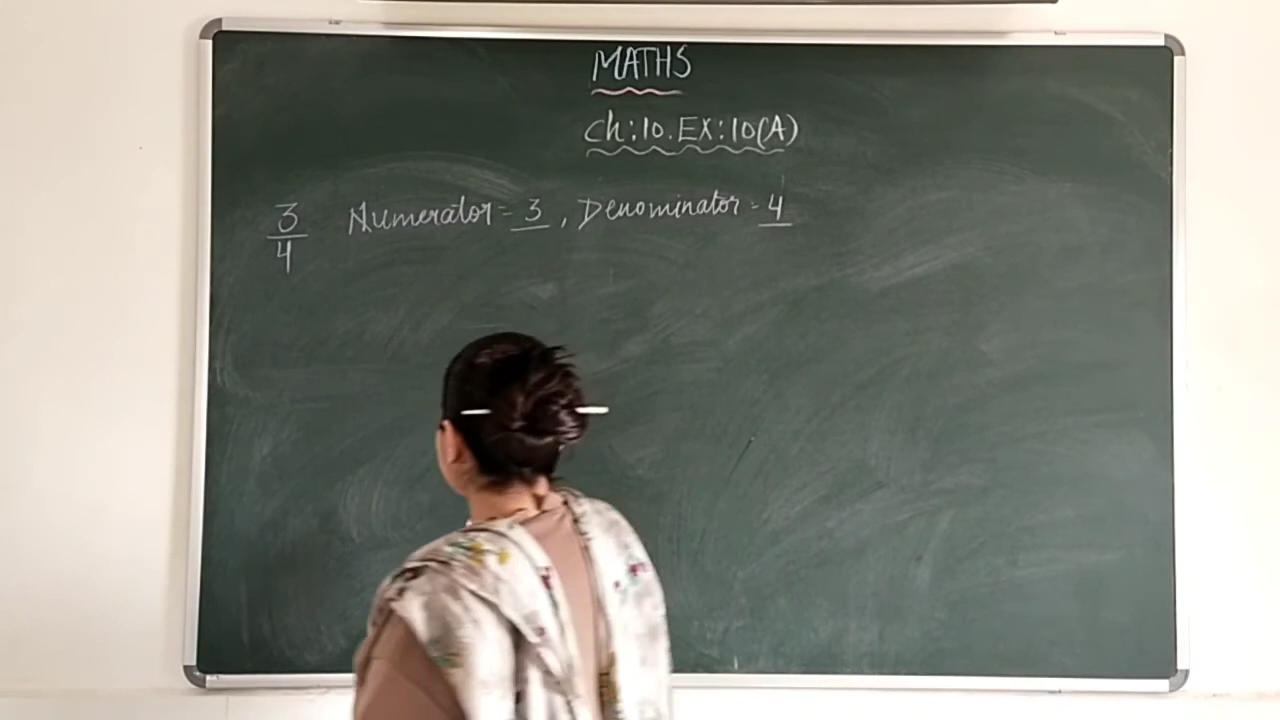 MATHS
Ch:10.EX:10(A)
3/4 Numerator = 3, Denominator = 4